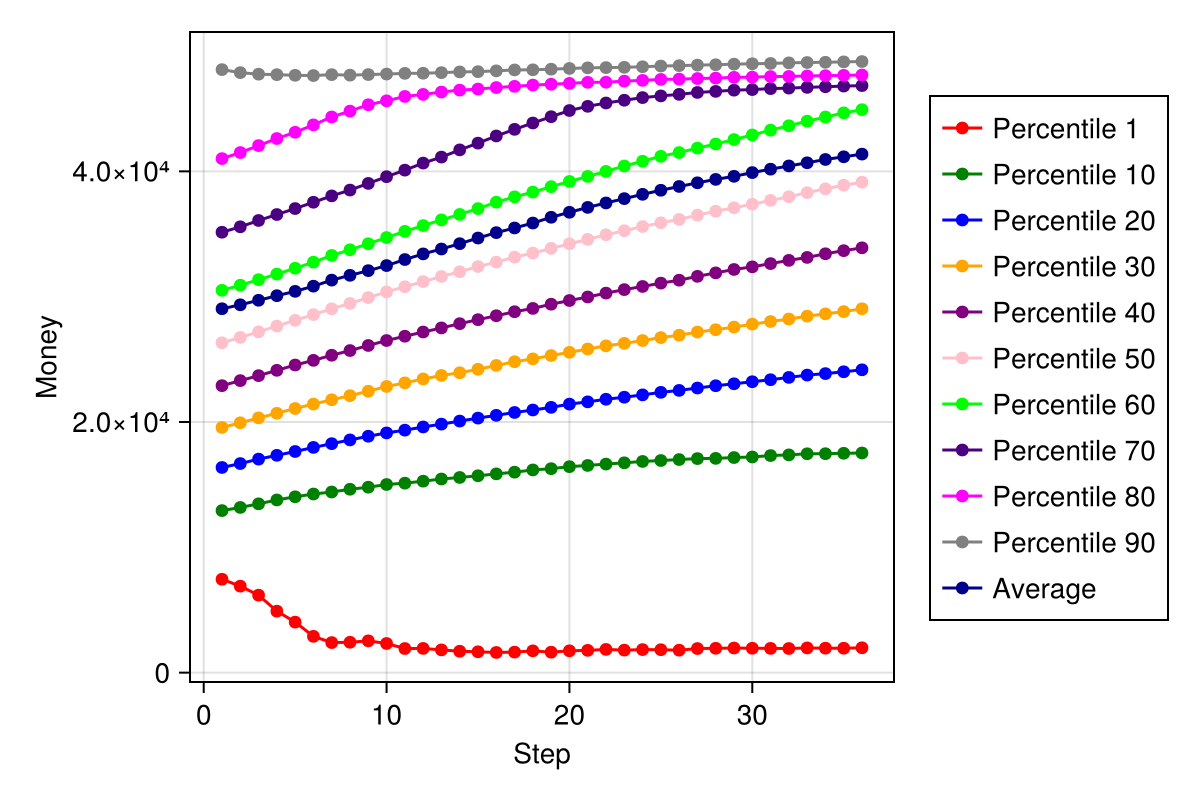 Money
4.0×10⁴
2.0×10⁴
0
0 10 20 30
Step
Percentile 1
Percentile 10
Percentile 20
Percentile 30
Percentile 40
Percentile 50
Percentile 60
Percentile 70
Percentile 80
Percentile 90
Average